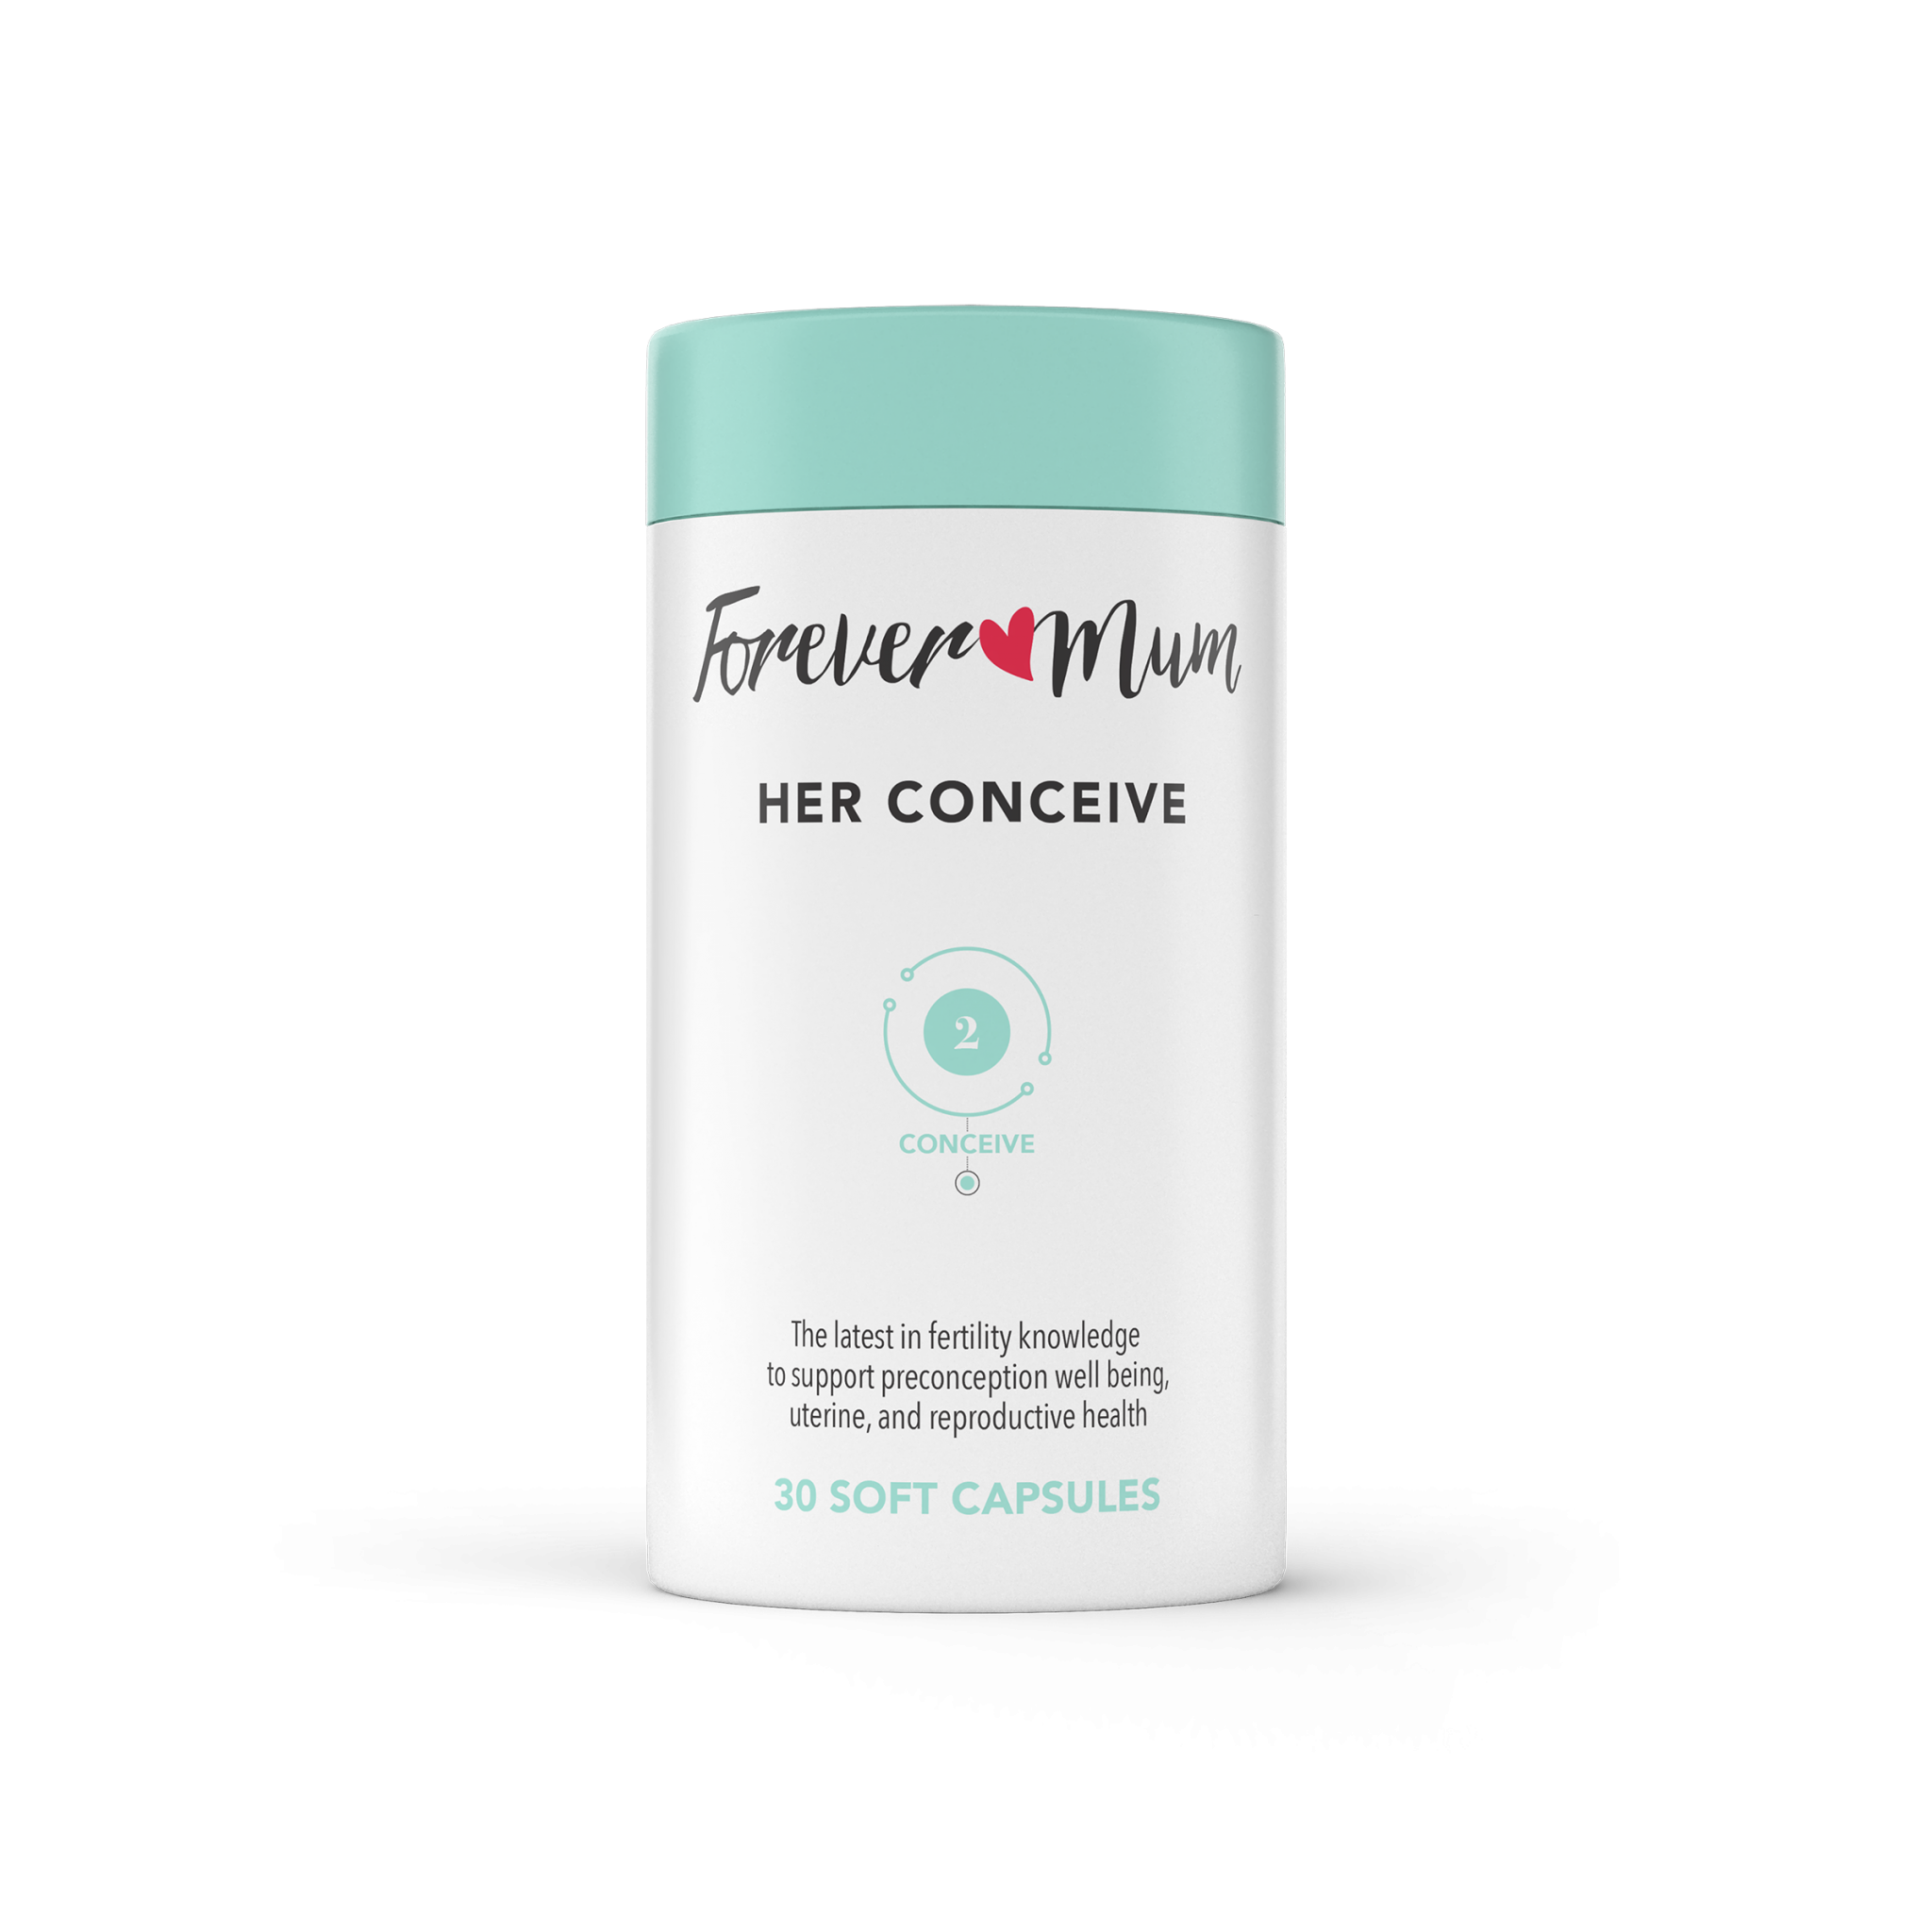 Forever Mum
HER CONCEIVE
2
CONCEIVE
The latest in fertility knowledge
to support preconception well being,
uterine, and reproductive health
30 SOFT CAPSULES